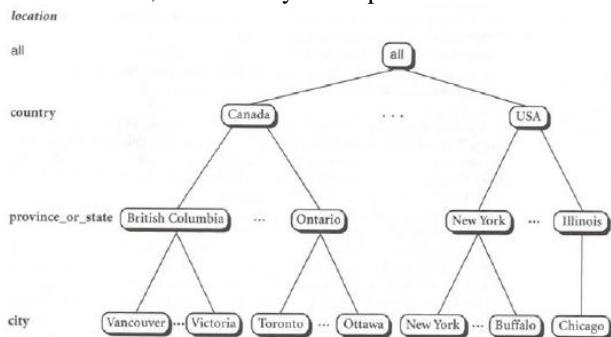 location
all all
country Canada ... USA
province_or_state British Columbia ... Ontario New York ... Illinois
city Vancouver ... Victoria Toronto ... Ottawa New York ... Buffalo Chicago